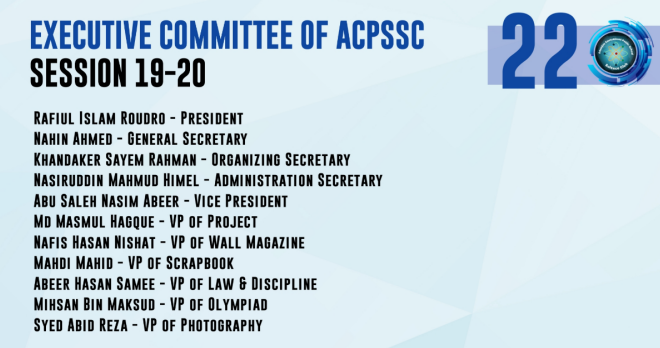 EXECUTIVE COMMITTEE OF ACPSSC
SESSION 19-20
22
RAFIUL ISLAM ROUDRO - PRESIDENT
NAHIN AHMED - GENERAL SECRETARY
KHANDAKER SAYEM RAHMAN - ORGANIZING SECRETARY
NASIRUDDIN MAHMUD HIMEL - ADMINISTRATION SECRETARY
ABU SALEH NASIM ABEER - VICE PRESIDENT
MD MASMUL HAGQUE - VP OF PROJECT
NAFIS HASAN NISHAT - VP OF WALL MAGAZINE
MAHDI MAHID - VP OF SCRAPBOOK
ABEER HASAN SAMEE - VP OF LAW & DISCIPLINE
MIHSAN BIN MAKSUD - VP OF OLYMPIAD
SYED ABID REZA - VP OF PHOTOGRAPHY